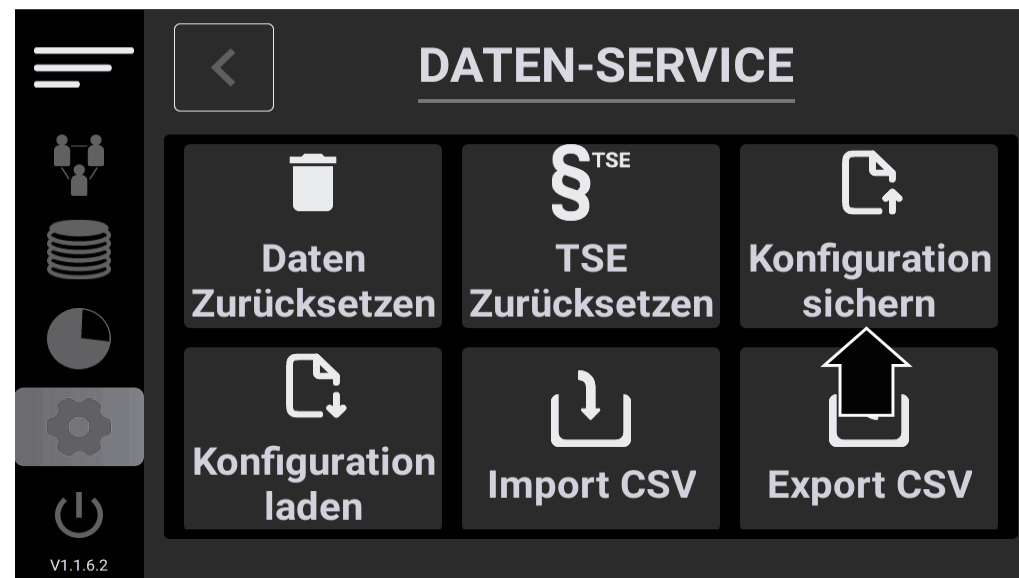 DATEN-SERVICE
Daten
Zurücksetzen
§TSE
TSE
Zurücksetzen
Konfiguration
sichern
Konfiguration
laden
Import CSV
Export CSV
V1.1.6.2